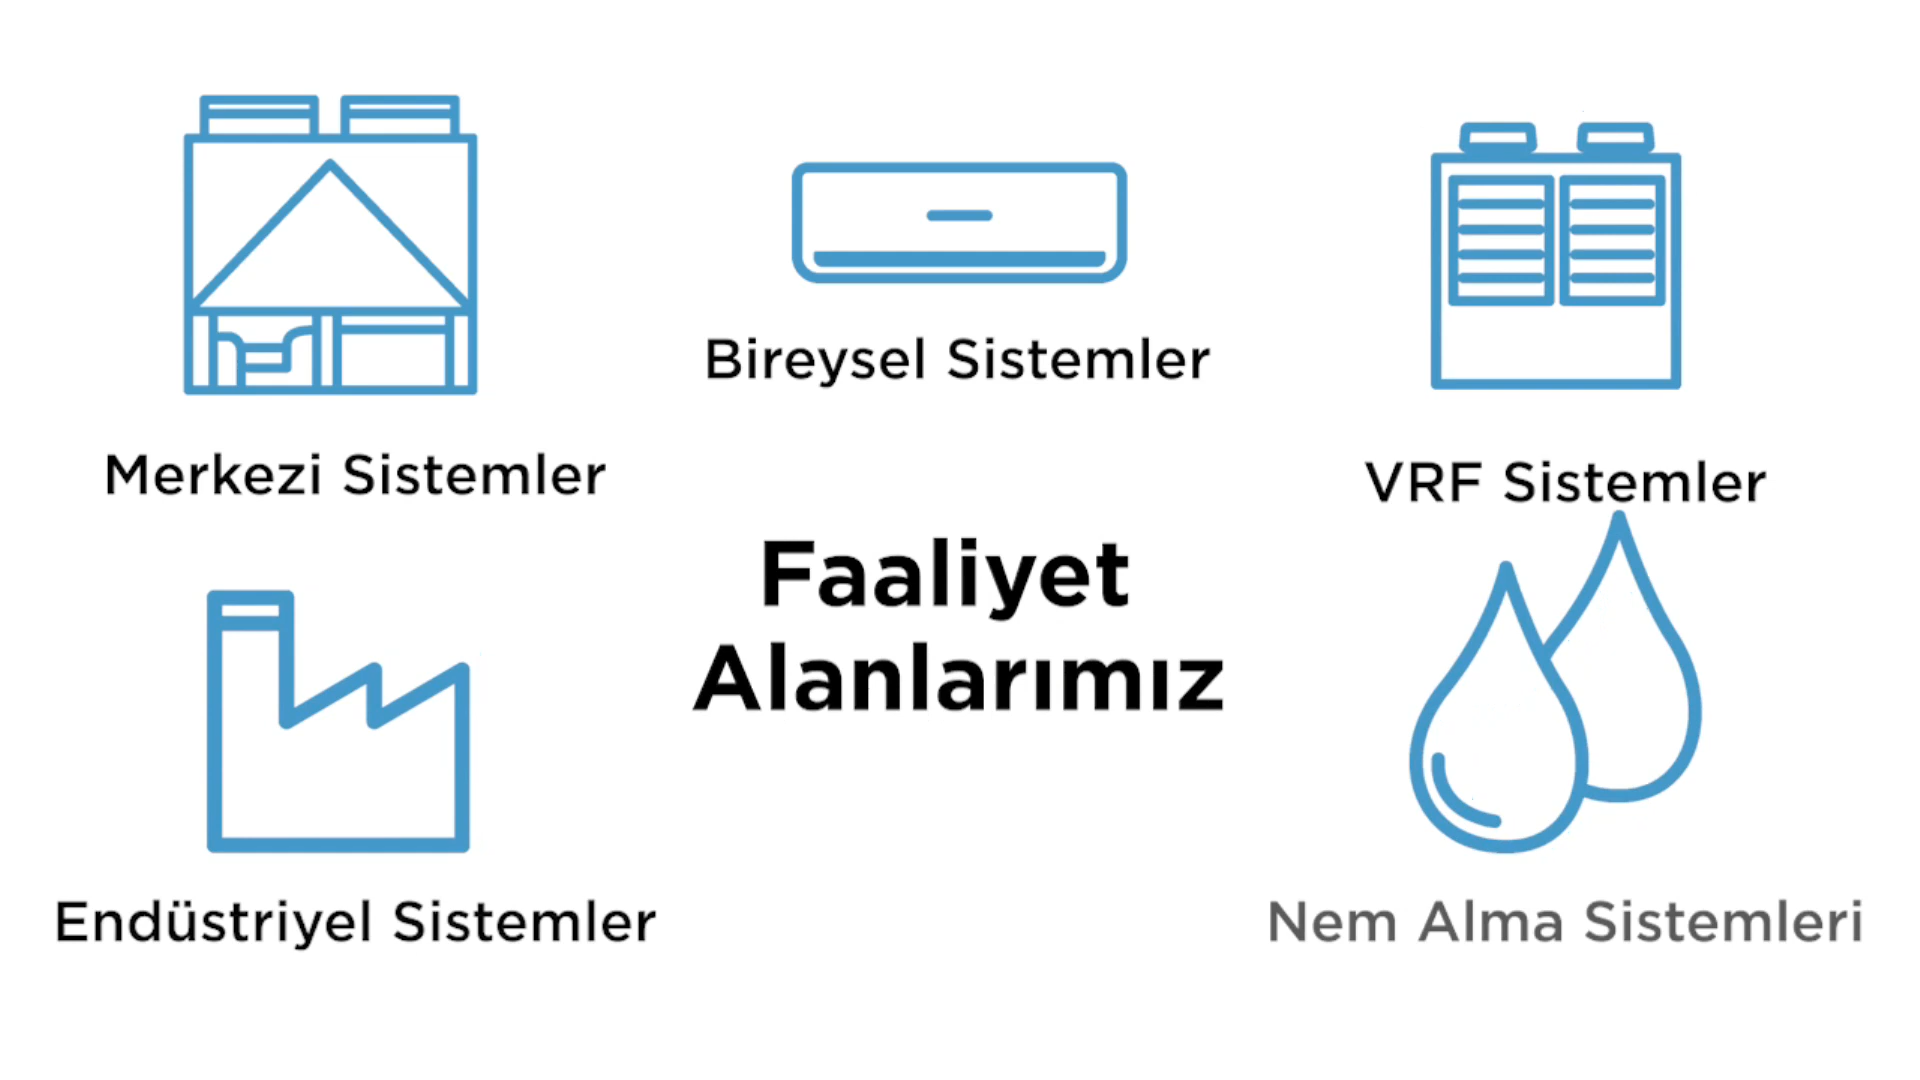 Merkezi Sistemler
Bireysel Sistemler
VRF Sistemler
Faaliyet
Alanlarımız
Endüstriyel Sistemler
Nem Alma Sistemleri